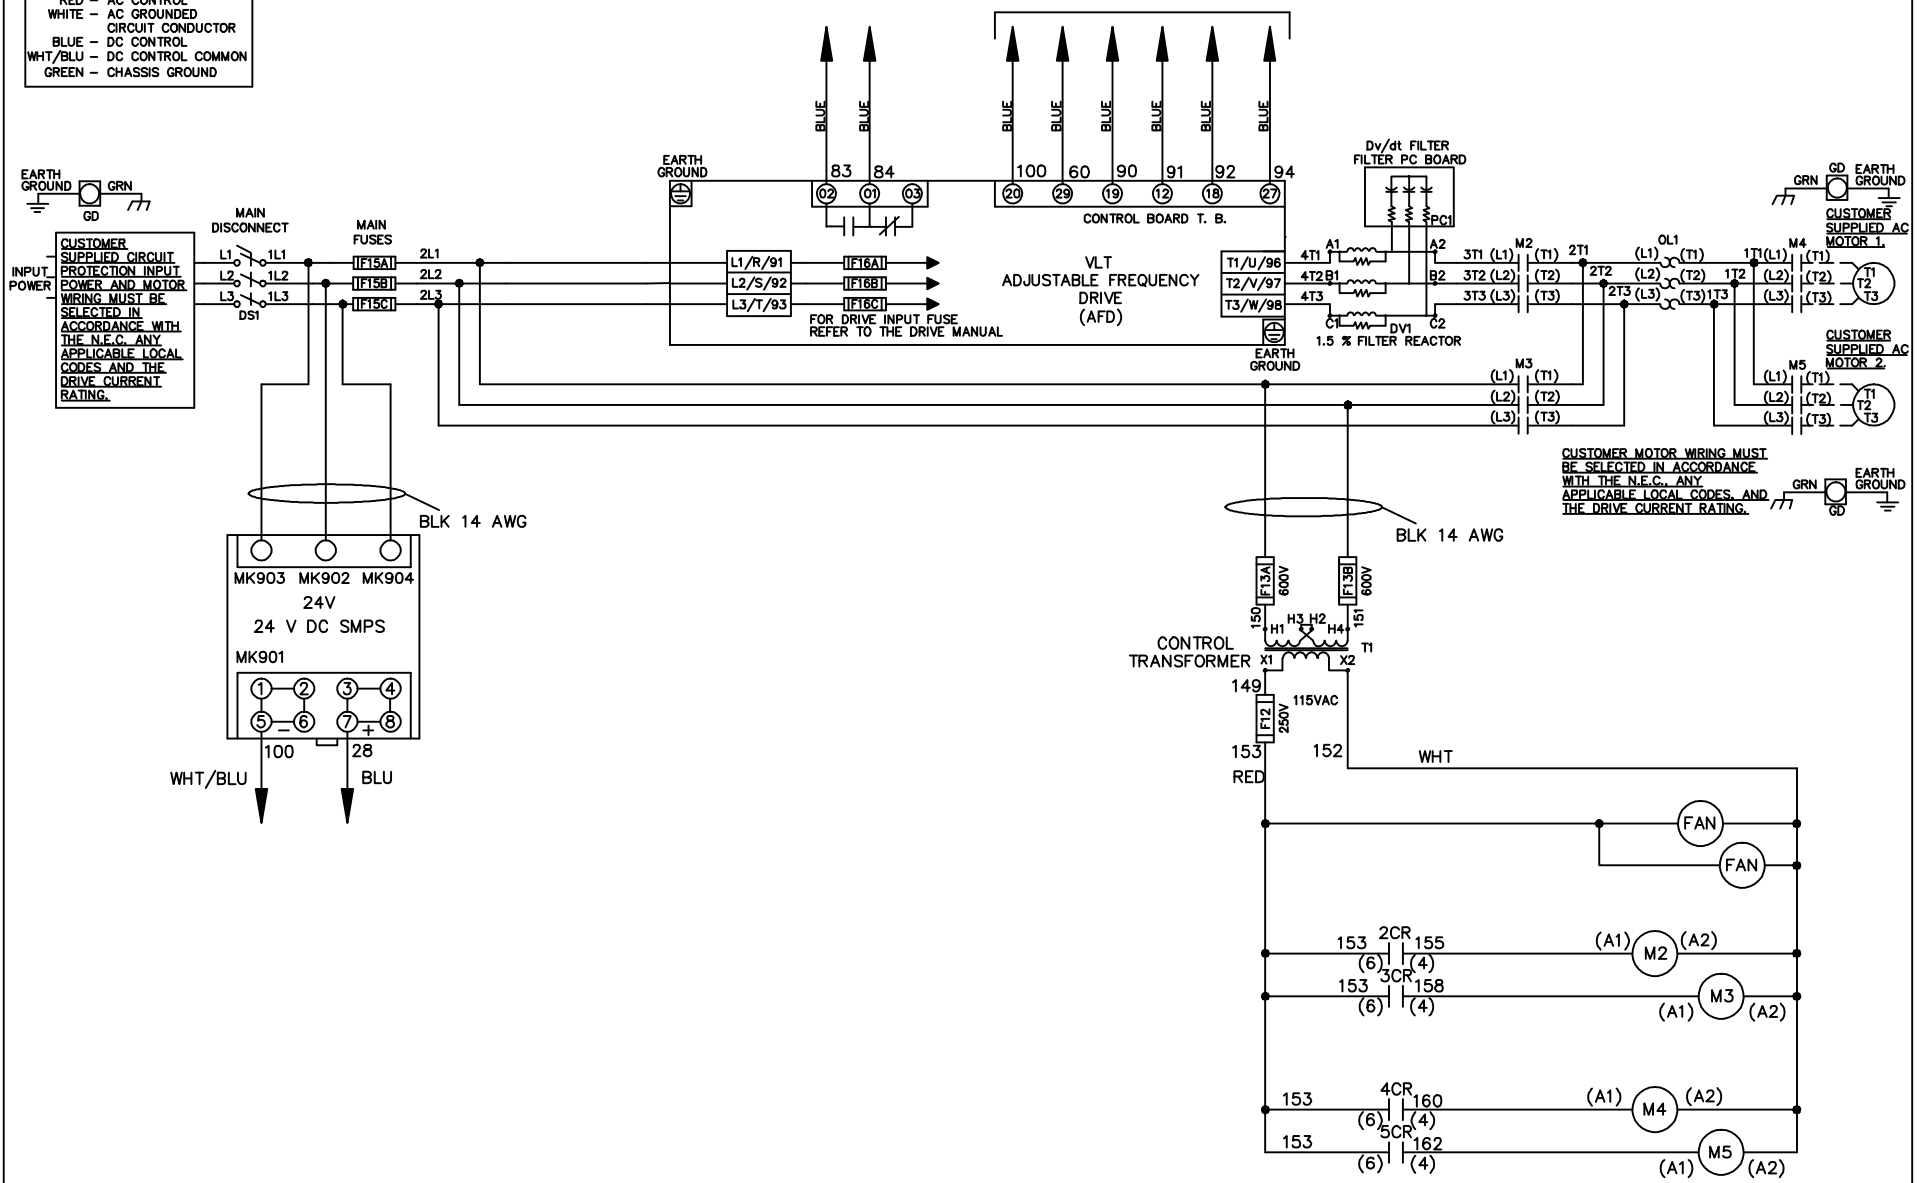 RED – AC CONTROL
WHITE – AC GROUNDED
CIRCUIT CONDUCTOR
BLUE – DC CONTROL
WHT/BLU – DC CONTROL COMMON
GREEN – CHASSIS GROUND
BLUE BLUE BLUE BLUE BLUE BLUE BLUE BLUE
EARTH
GROUND
83 84 100 60 90 91 92 94
02 01 03 20 29 19 12 18 27
CONTROL BOARD T. B.
Dv/dt FILTER
FILTER PC BOARD
PC1
EARTH
GROUND
GRN
GD
GRN
GD
EARTH
GROUND
CUSTOMER
SUPPLIED AC
MOTOR 1.
MAIN
DISCONNECT
MAIN
FUSES
INPUT
POWER
CUSTOMER
SUPPLIED CIRCUIT
PROTECTION INPUT
POWER AND MOTOR
WIRING MUST BE
SELECTED IN
ACCORDANCE WITH
THE N.E.C. ANY
APPLICABLE LOCAL
CODES AND THE
DRIVE CURRENT
RATING.
L1 1L1 F15A 2L1 L1/R/91 F16A
L2 1L2 F15B 2L2 L2/S/92 F16B
L3 1L3 F15C 2L3 L3/T/93 F16C
DS1
FOR DRIVE INPUT FUSE
REFER TO THE DRIVE MANUAL
VLT
ADJUSTABLE FREQUENCY
DRIVE
(AFD)
T1/U/96 4T1 A1 A2 3T1 (L1) M2 (T1) 2T1 (L1) OL1 (T1) 1T1 (L1) M4 (T1) T1
T2/V/97 4T2 B1 B2 3T2 (L2) (T2) 2T2 (L2) (T2) 1T2 (L2) (T2) T2
T3/W/98 4T3 C1 C2 3T3 (L3) (T3) 2T3 (L3) (T3) 1T3 (L3) (T3) T3
DV1
1.5 % FILTER REACTOR
EARTH
GROUND
CUSTOMER
SUPPLIED AC
MOTOR 2.
M3 M5
(L1) (T1) (L1) (T1) T1
(L2) (T2) (L2) (T2) T2
(L3) (T3) (L3) (T3) T3
CUSTOMER MOTOR WIRING MUST
BE SELECTED IN ACCORDANCE
WITH THE N.E.C., ANY
APPLICABLE LOCAL CODES, AND
THE DRIVE CURRENT RATING.
GRN
GD
EARTH
GROUND
BLK 14 AWG
BLK 14 AWG
MK903 MK902 MK904
24V
24 V DC SMPS
MK901
1 2 3 4
5 – 6 7 + 8
100 28
WHT/BLU BLU
F13A 600V F13B 600V
150 151
H1 H3 H2 H4
T1
CONTROL
TRANSFORMER
X1 X2
149
115VAC
F12 250V
153 152
RED
WHT
FAN
FAN
153 2CR 155 (A1) M2 (A2)
(6) (4)
153 3CR 158 M3
(6) (4) (A1) (A2)
153 4CR 160 (A1) M4 (A2)
(6) (4)
153 5CR 162 M5
(6) (4) (A1) (A2)